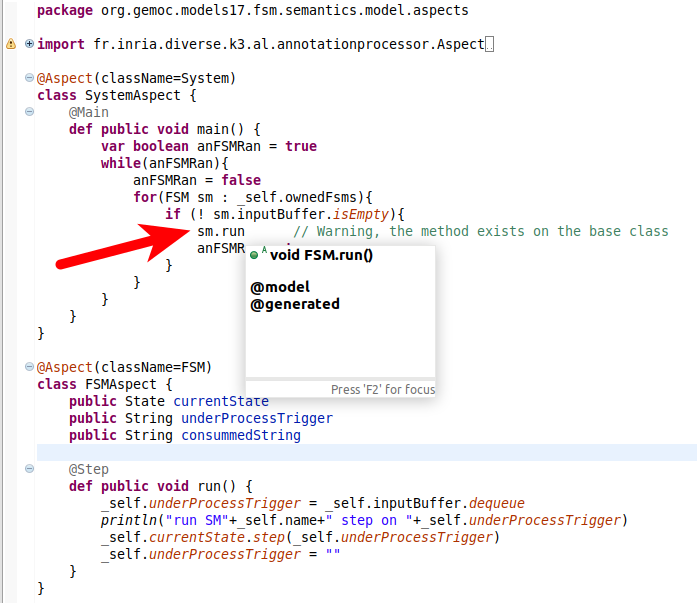 package org.gemoc.models17.fsm.semantics.model.aspects
import fr.inria.diverse.k3.al.annotationprocessor.Aspect
@Aspect(className=System)
class SystemAspect {
@Main
def public void main() {
var boolean anFSMRan = true
while(anFSMRan){
anFSMRan = false
for(FSM sm : _self.ownedFsms){
if (! sm.inputBuffer.isEmpty){
sm.run // Warning, the method exists on the base class
anFSMR
}
}
}
}
}
A void FSM.run()
@model
@generated
Press 'F2' for focus
@Aspect(className=FSM)
class FSMAspect {
public State currentState
public String underProcessTrigger
public String consummedString
@Step
def public void run() {
_self.underProcessTrigger = _self.inputBuffer.dequeue
println("run SM"+_self.name+" step on "+_self.underProcessTrigger)
_self.currentState.step(_self.underProcessTrigger)
_self.underProcessTrigger = ""
}
}